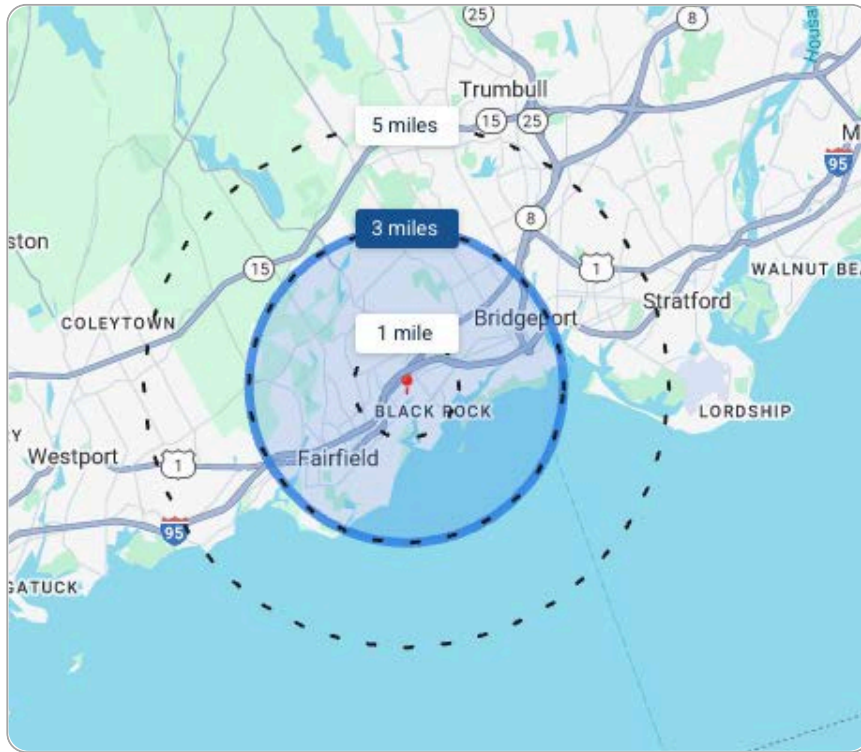 25
8
Trumbull
15
25
5 miles
M
95
8
3 miles
ston
15
1
WALNUT BEA
Stratford
Bridgeport
COLEYTOWN
1 mile
BLACK ROCK
LORDSHIP
Westport
1
Fairfield
95
GATUCK
Housa